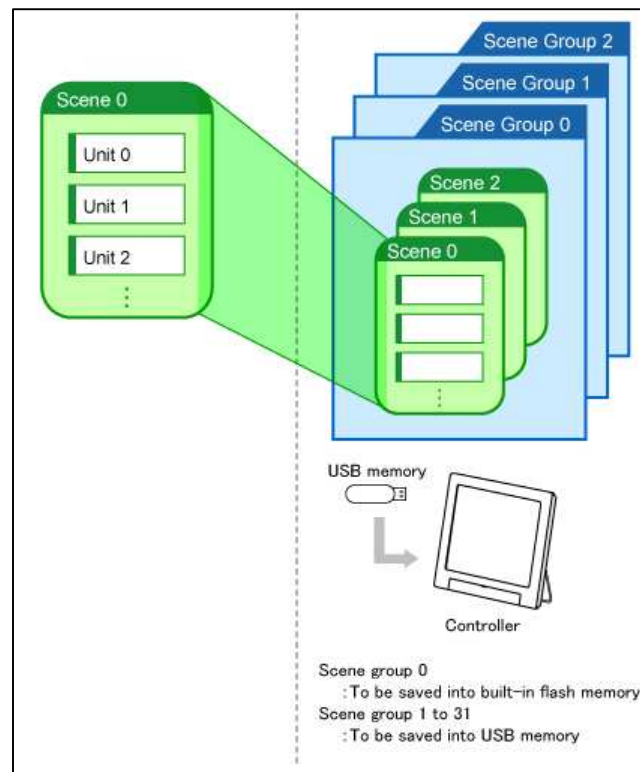 Scene 0
Unit 0
Unit 1
Unit 2
Scene Group 2
Scene Group 1
Scene Group 0
Scene 2
Scene 1
Scene 0
USB memory
Controller
Scene group 0
:To be saved into built-in flash memory
Scene group 1 to 31
:To be saved into USB memory